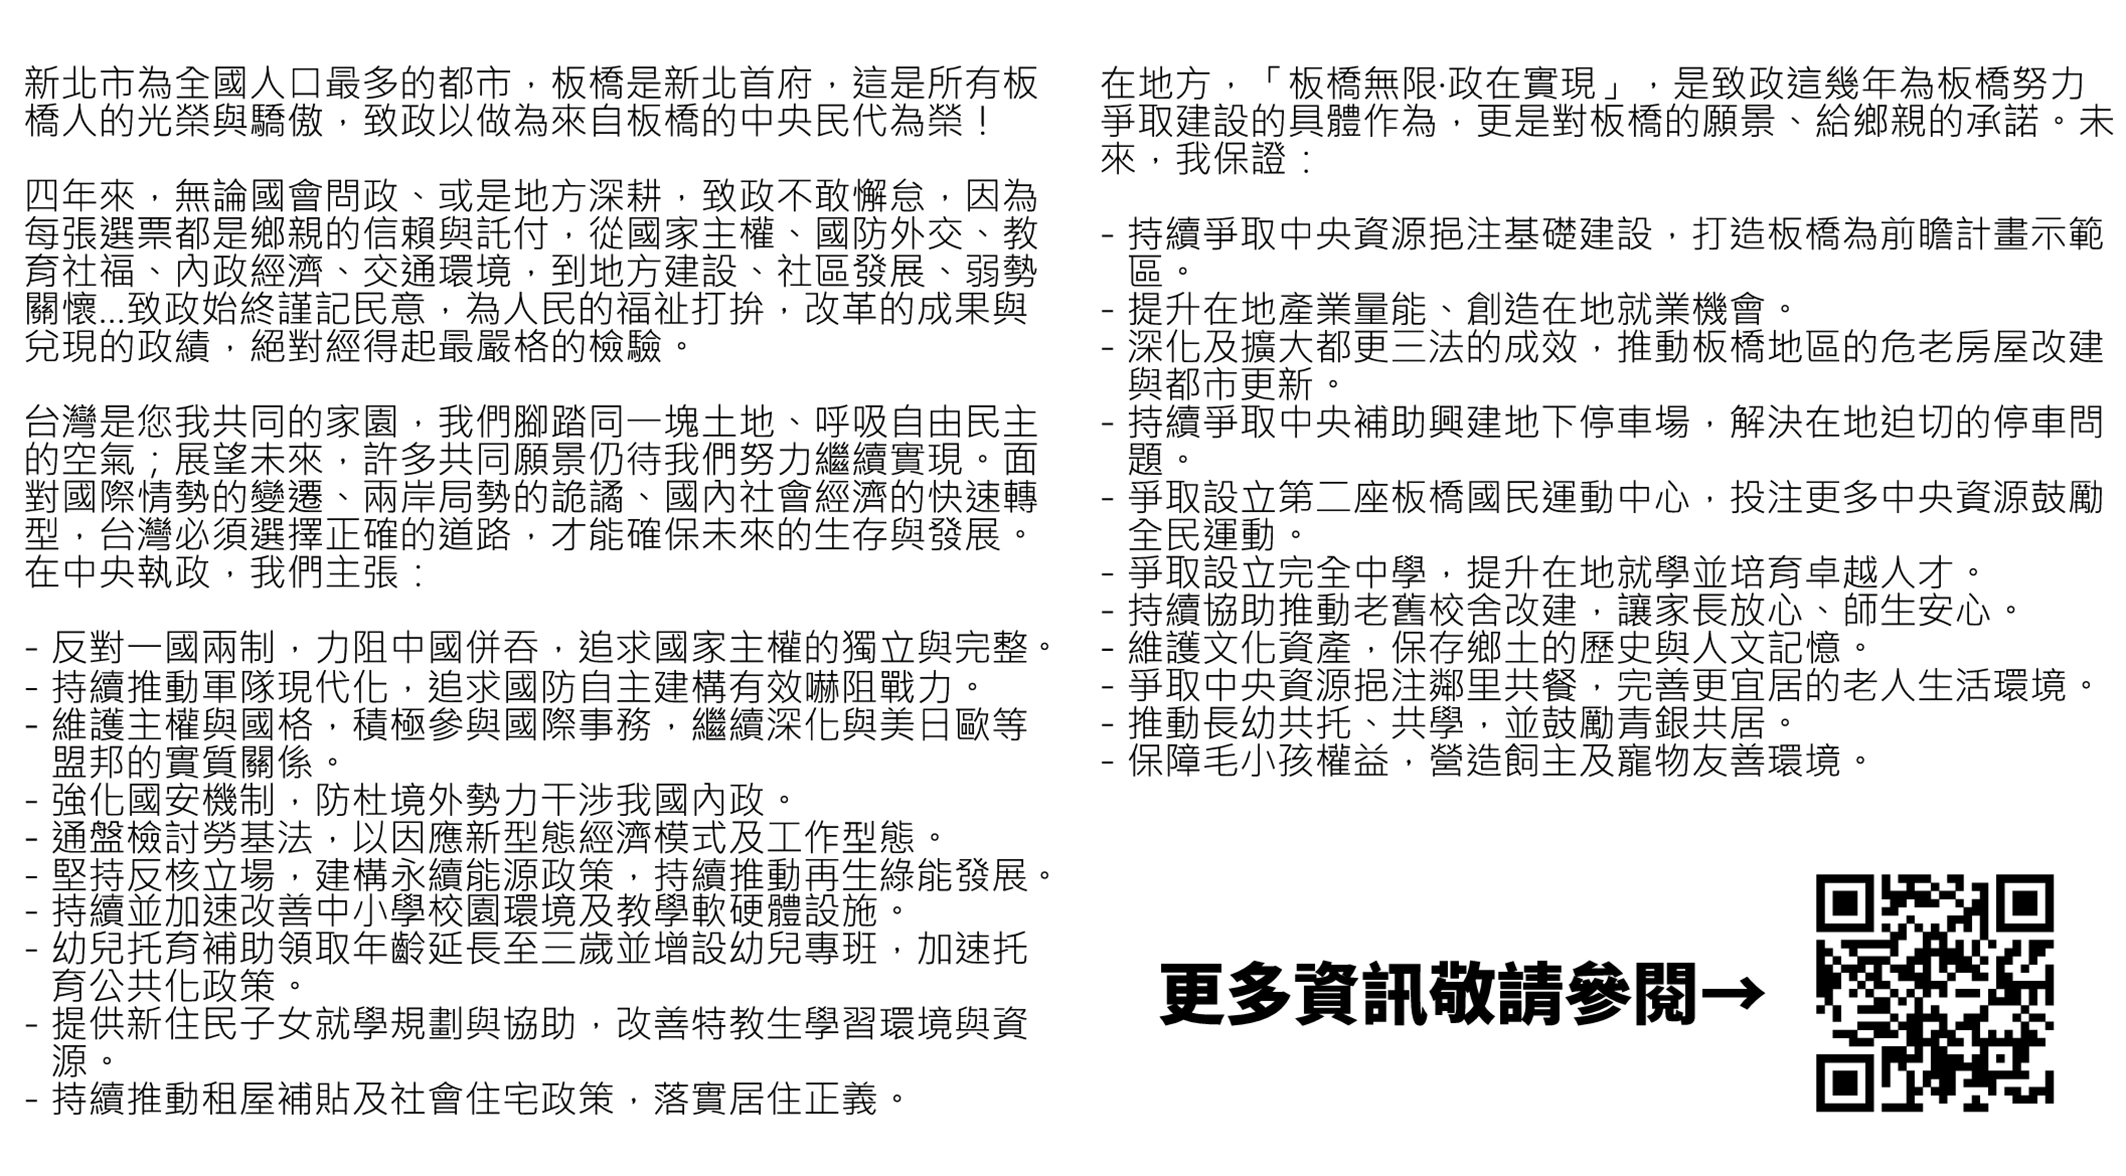 新北市為全國人口最多的都市，板橋是新北首府，這是所有板
橋人的光榮與驕傲，致政以做為來自板橋的中央民代為榮！
四年來，無論國會問政、或是地方深耕，致政不敢懈怠，因為
每張選票都是鄉親的信賴與託付，從國家主權、國防外交、教
育社福、內政經濟、交通環境，到地方建設、社區發展、弱勢
關懷...致政始終謹記民意，為人民的福祉打拚，改革的成果與
兌現的政績，絕對經得起最嚴格的檢驗。
台灣是您我共同的家園，我們腳踏同一塊土地、呼吸自由民主
的空氣；展望未來，許多共同願景仍待我們努力繼續實現。面
對國際情勢的變遷、兩岸局勢的詭譎、國內社會經濟的快速轉
型，台灣必須選擇正確的道路，才能確保未來的生存與發展。
在中央執政，我們主張：
- 反對一國兩制，力阻中國併吞，追求國家主權的獨立與完整。
- 持續推動軍隊現代化，追求國防自主建構有效嚇阻戰力。
- 維護主權與國格，積極參與國際事務，繼續深化與美日歐等
盟邦的實質關係。
- 強化國安機制，防杜境外勢力干涉我國內政。
- 通盤檢討勞基法，以因應新型態經濟模式及工作型態。
- 堅持反核立場，建構永續能源政策，持續推動再生綠能發展。
- 持續並加速改善中小學校園環境及教學軟硬體設施。
- 幼兒托育補助領取年齡延長至三歲並增設幼兒專班，加速托
育公共化政策。
- 提供新住民子女就學規劃與協助，改善特教生學習環境與資
源。
- 持續推動租屋補貼及社會住宅政策，落實居住正義。
在地方，「板橋無限·政在實現」，是致政這幾年為板橋努力
爭取建設的具體作為，更是對板橋的願景、給鄉親的承諾。未
來，我保證：
- 持續爭取中央資源挹注基礎建設，打造板橋為前瞻計畫示範
區。
- 提升在地產業量能、創造在地就業機會。
- 深化及擴大都更三法的成效，推動板橋地區的危老房屋改建
與都市更新。
- 持續爭取中央補助興建地下停車場，解決在地迫切的停車問
題。
- 爭取設立第二座板橋國民運動中心，投注更多中央資源鼓勵
全民運動。
- 爭取設立完全中學，提升在地就學並培育卓越人才。
- 持續協助推動老舊校舍改建，讓家長放心、師生安心。
- 維護文化資產，保存鄉土的歷史與人文記憶。
- 爭取中央資源挹注鄰里共餐，完善更宜居的老人生活環境。
- 推動長幼共托、共學，並鼓勵青銀共居。
- 保障毛小孩權益，營造飼主及寵物友善環境。
更多資訊敬請參閱→